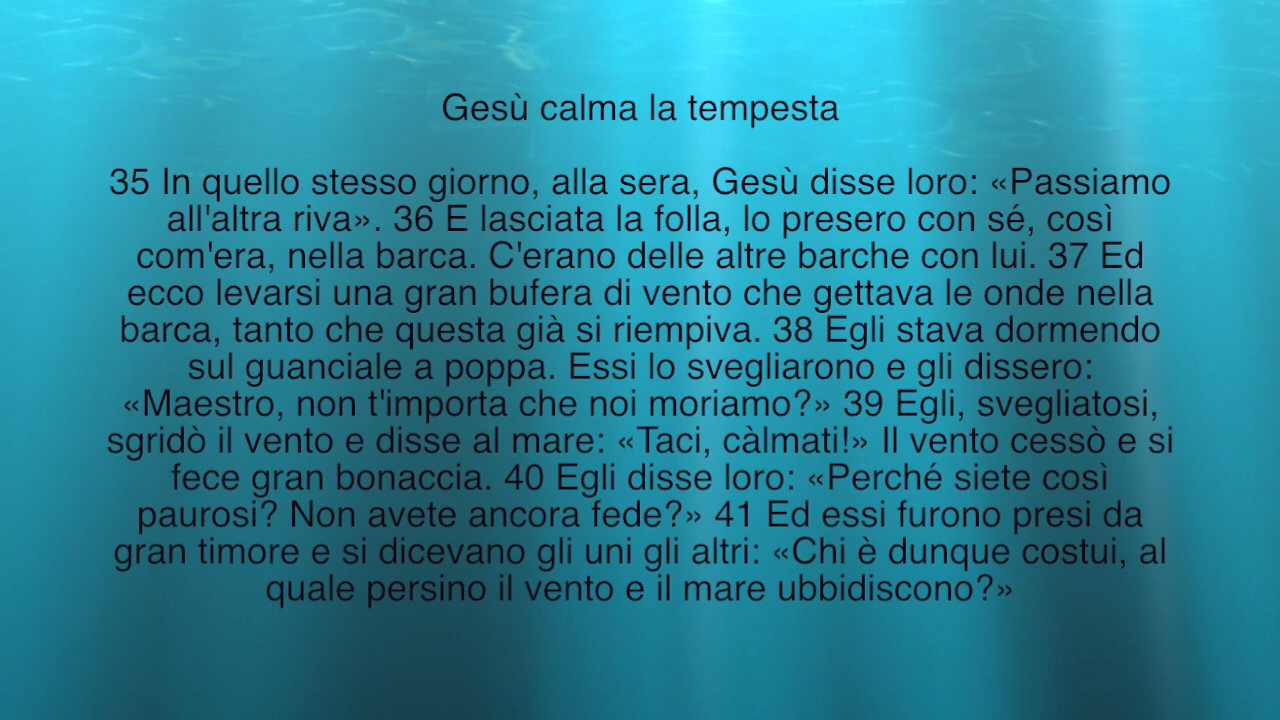 Gesù calma la tempesta
35 In quello stesso giorno, alla sera, Gesù disse loro: «Passiamo
all'altra riva». 36 E lasciata la folla, lo presero con sé, così
com'era, nella barca. C'erano delle altre barche con lui. 37 Ed
ecco levarsi una gran bufera di vento che gettava le onde nella
barca, tanto che questa già si riempiva. 38 Egli stava dormendo
sul guanciale a poppa. Essi lo svegliarono e gli dissero:
«Maestro, non t'importa che noi moriamo?» 39 Egli, svegliatosi,
sgridò il vento e disse al mare: «Taci, càlmati!» Il vento cessò e si
fece gran bonaccia. 40 Egli disse loro: «Perché siete così
paurosi? Non avete ancora fede?» 41 Ed essi furono presi da
gran timore e si dicevano gli uni gli altri: «Chi è dunque costui, al
quale persino il vento e il mare ubbidiscono?»